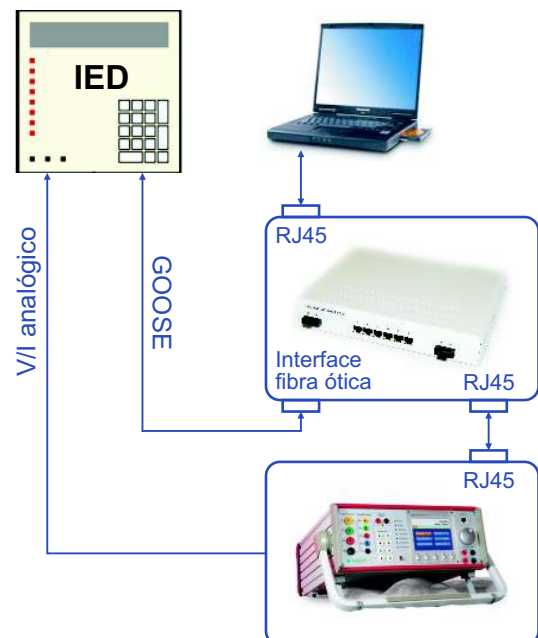 IED
V/I analógico
GOOSE
RJ45
Interface
fibra ótica
RJ45
RJ45